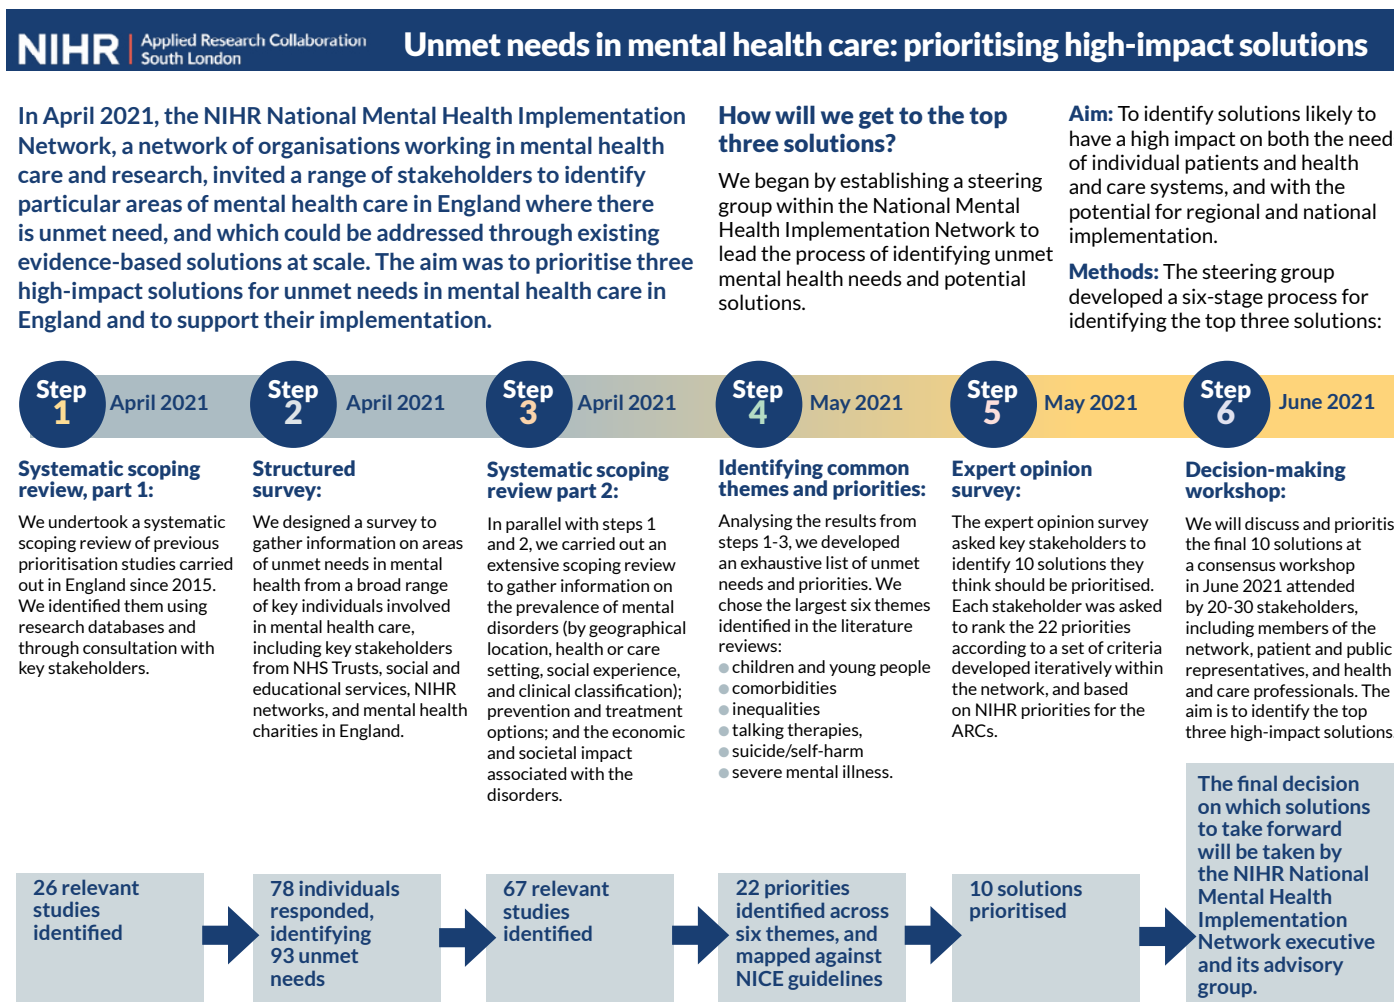 NIHR | Applied Research Collaboration
South London
Unmet needs in mental health care: prioritising high-impact solutions
In April 2021, the NIHR National Mental Health Implementation
Network, a network of organisations working in mental health
care and research, invited a range of stakeholders to identify
particular areas of mental health care in England where there
is unmet need, and which could be addressed through existing
evidence-based solutions at scale. The aim was to prioritise three
high-impact solutions for unmet needs in mental health care in
England and to support their implementation.
How will we get to the top
three solutions?
We began by establishing a steering
group within the National Mental
Health Implementation Network to
lead the process of identifying unmet
mental health needs and potential
solutions.
Aim: To identify solutions likely to
have a high impact on both the need
of individual patients and health
and care systems, and with the
potential for regional and national
implementation.
Methods: The steering group
developed a six-stage process for
identifying the top three solutions:
Step
1
April 2021
Systematic scoping
review, part 1:
We undertook a systematic
scoping review of previous
prioritisation studies carried
out in England since 2015.
We identified them using
research databases and
through consultation with
key stakeholders.
26 relevant
studies
identified
Step
2
April 2021
Structured
survey:
We designed a survey to
gather information on areas
of unmet needs in mental
health from a broad range
of key individuals involved
in mental health care,
including key stakeholders
from NHS Trusts, social and
educational services, NIHR
networks, and mental health
charities in England.
78 individuals
responded,
identifying
93 unmet
needs
Step
3
April 2021
Systematic scoping
review part 2:
In parallel with steps 1
and 2, we carried out an
extensive scoping review
to gather information on
the prevalence of mental
disorders (by geographical
location, health or care
setting, social experience,
and clinical classification);
prevention and treatment
options; and the economic
and societal impact
associated with the
disorders.
67 relevant
studies
identified
Step
4
May 2021
Identifying common
themes and priorities:
Analysing the results from
steps 1-3, we developed
an exhaustive list of unmet
needs and priorities. We
chose the largest six themes
identified in the literature
reviews:
● children and young people
● comorbidities
● inequalities
● talking therapies,
● suicide/self-harm
● severe mental illness.
22 priorities
identified across
six themes, and
mapped against
NICE guidelines
Step
5
May 2021
Expert opinion
survey:
The expert opinion survey
asked key stakeholders to
identify 10 solutions they
think should be prioritised.
Each stakeholder was asked
to rank the 22 priorities
according to a set of criteria
developed iteratively within
the network, and based
on NIHR priorities for the
ARCs.
10 solutions
prioritised
Step
6
June 2021
Decision-making
workshop:
We will discuss and prioritis
the final 10 solutions at
a consensus workshop
in June 2021 attended
by 20-30 stakeholders,
including members of the
network, patient and public
representatives, and health
and care professionals. The
aim is to identify the top
three high-impact solutions.
The final decision
on which solutions
to take forward
will be taken by
the NIHR National
Mental Health
Implementation
Network executive
and its advisory
group.